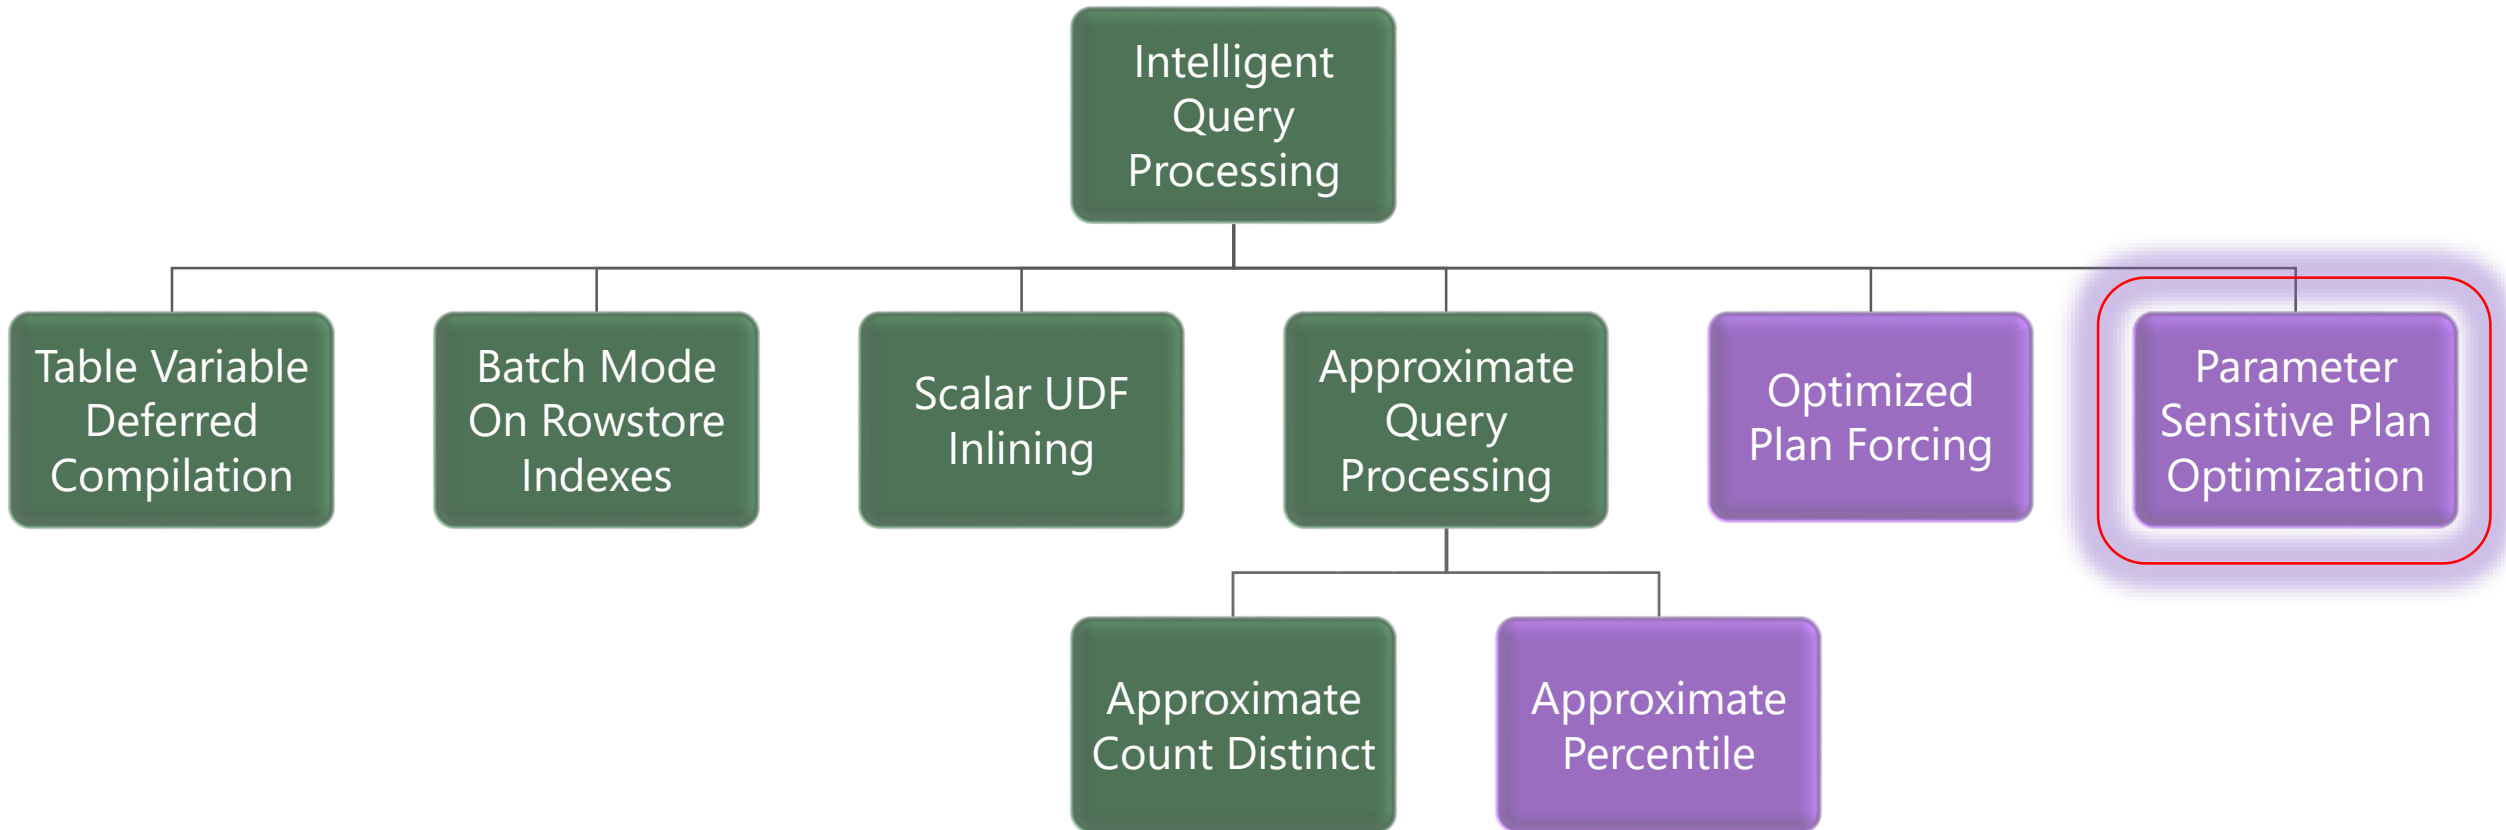 Intelligent
Query
Processing
Table Variable
Deferred
Compilation
Batch Mode
On Rowstore
Indexes
Scalar UDF
Inlining
Approximate
Query
Processing
Optimized
Plan Forcing
Parameter
Sensitive Plan
Optimization
Approximate
Count Distinct
Approximate
Percentile